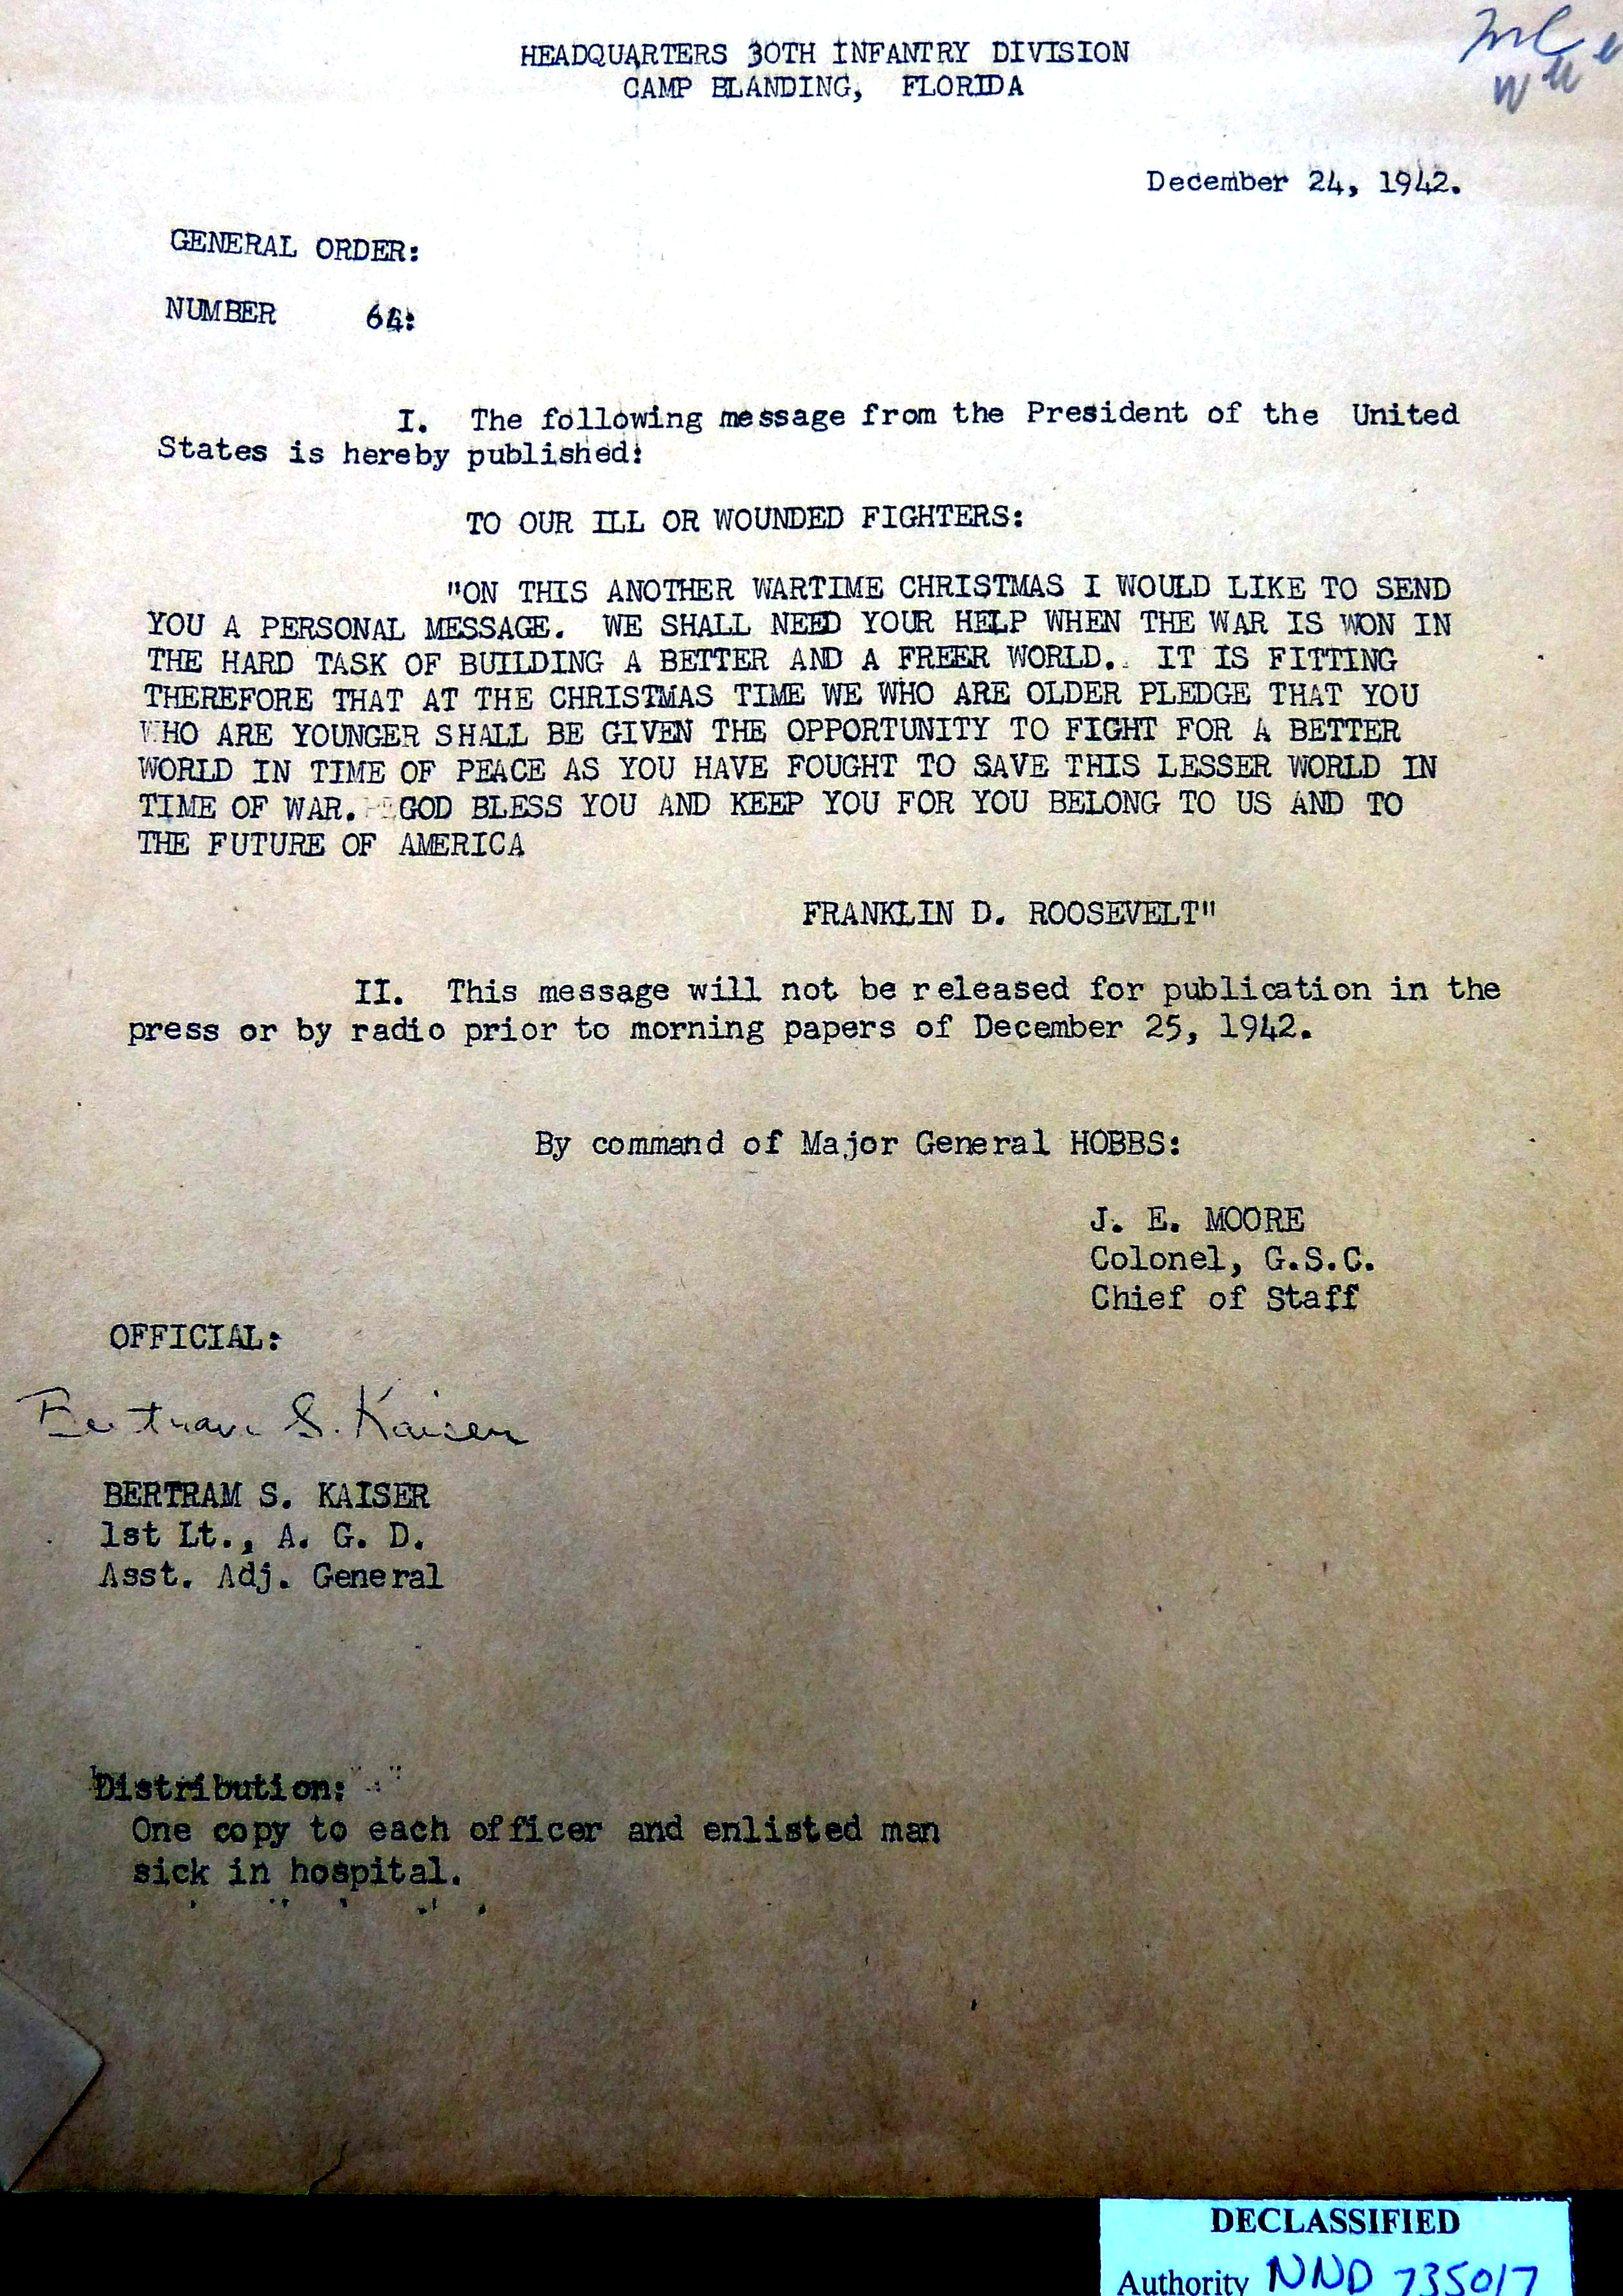 HEADQUARTERS 30TH INFANTRY DIVISION
CAMP BLANDING, FLORIDA
December 24, 1942.
GENERAL ORDER:
NUMBER
I. The following message from the President of the United
States is hereby published:
TO OUR ILL OR WOUNDED FIGHTERS:
"ON THIS ANOTHER WARTIME CHRISTMAS I WOULD LIKE TO SEND
YOU A PERSONAL MESSAGE. WE SHALL NEED YOUR HELP WHEN THE WAR IS WON IN
THE HARD TASK OF BUILDING A BETTER AND A FREER WORLD. IT IS FITTING
THEREFORE THAT AT THE CHRISTMAS TIME WE WHO ARE OLDER PLEDGE THAT YOU
WHO ARE YOUNGER SHALL BE GIVEN THE OPPORTUNITY TO FIGHT FOR A BETTER
WORLD IN TIME OF PEACE AS YOU HAVE FOUGHT TO SAVE THIS LESSER WORLD IN
TIME OF WAR. GOD BLESS YOU AND KEEP YOU FOR YOU BELONG TO US AND TO
THE FUTURE OF AMERICA
FRANKLIN D. ROOSEVELT"
II. This message will not be released for publication in the
press or by radio prior to morning papers of December 25, 1942.
By command of Major General HOBBS:
J. E. MOORE
Colonel, G.S.C.
Chief of Staff
OFFICIAL:
Bertram S. Kaiser
BERTRAM S. KAISER
1st Lt., A. G. D.
Asst. Adj. General
Distribution:
One copy to each officer and enlisted man
sick in hospital.
DECLASSIFIED
Authority NND 735017